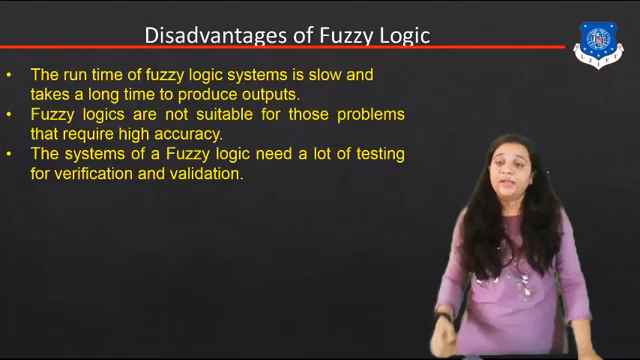 Disadvantages of Fuzzy Logic
• The run time of fuzzy logic systems is slow and
takes a long time to produce outputs.
• Fuzzy logics are not suitable for those problems
that require high accuracy.
• The systems of a Fuzzy logic need a lot of testing
for verification and validation.